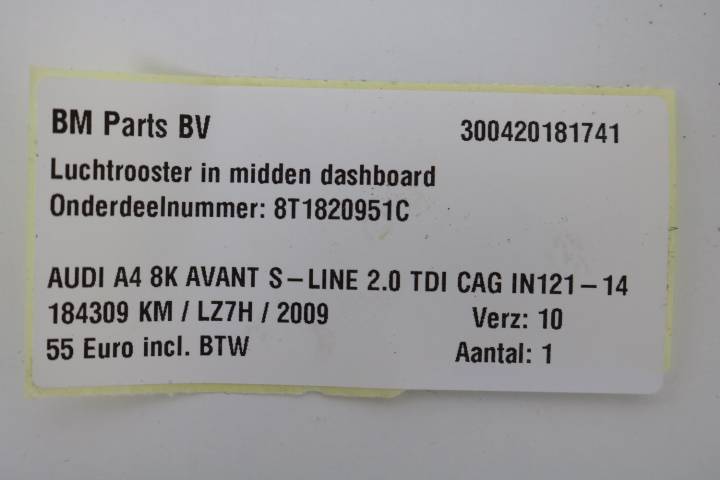 BM Parts BV 300420181741
Luchtrooster in midden dashboard
Onderdeelnummer: 8T1820951C
AUDI A4 8K AVANT S-LINE 2.0 TDI CAG IN121-14
184309 KM / LZ7H / 2009 Verz: 10
55 Euro incl. BTW Aantal: 1